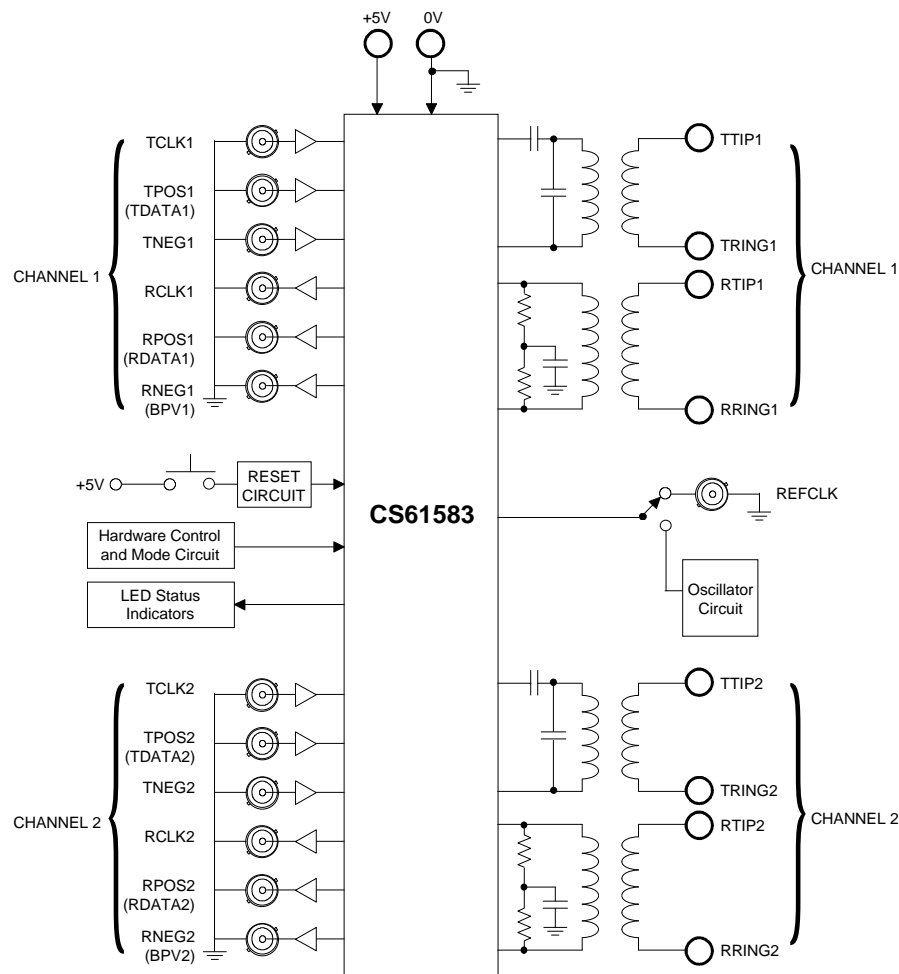 +5V
0V
TCLK1
TPOS1
(TDATA1)
TNEG1
CHANNEL 1
RCLK1
RPOS1
(RDATA1)
RNEG1
(BPV1)
TTIP1
TRING1
CHANNEL 1
RTIP1
RRING1
+5V
RESET
CIRCUIT
CS61583
REFCLK
Hardware Control
and Mode Circuit
LED Status
Indicators
Oscillator
Circuit
TCLK2
TPOS2
(TDATA2)
TNEG2
CHANNEL 2
RCLK2
RPOS2
(RDATA2)
RNEG2
(BPV2)
TTIP2
TRING2
CHANNEL 2
RTIP2
RRING2